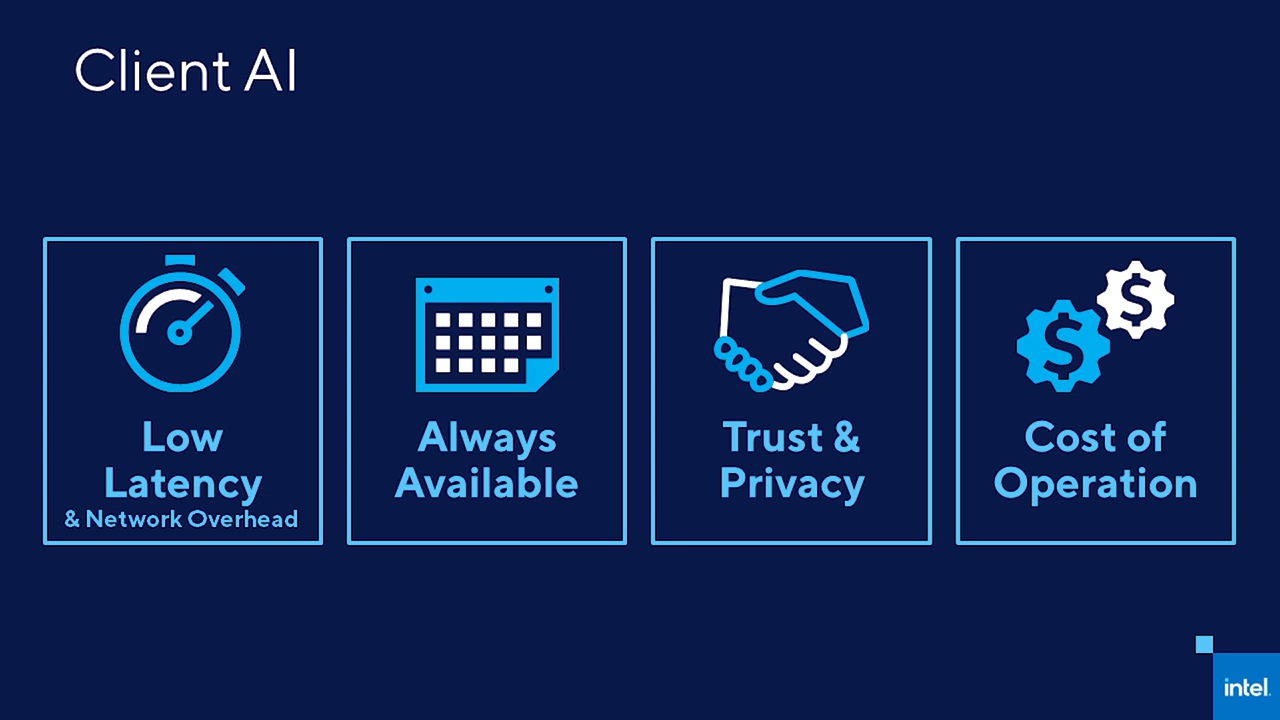 Client AI
Low
Latency
& Network Overhead
Always
Available
Trust &
Privacy
Cost of
Operation
$
$
intel.